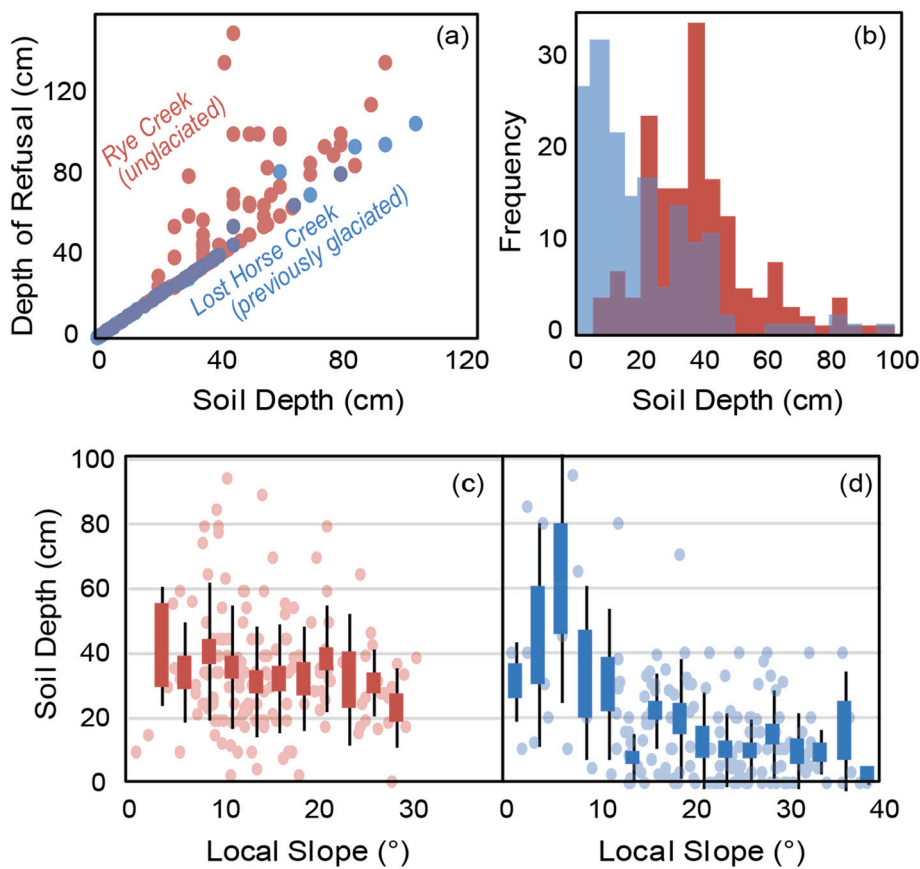 (a)
Depth of Refusal (cm)
120
80
40
0
Rye Creek
(unglaciated)
Lost Horse Creek
(previously glaciated)
0 40 80 120
Soil Depth (cm)
(b)
Frequency
30
20
10
0
0 20 40 60 80 100
Soil Depth (cm)
(c)
Soil Depth (cm)
100
80
60
40
20
0
0 10 20 30
Local Slope (°)
(d)
0 10 20 30 40
Local Slope (°)